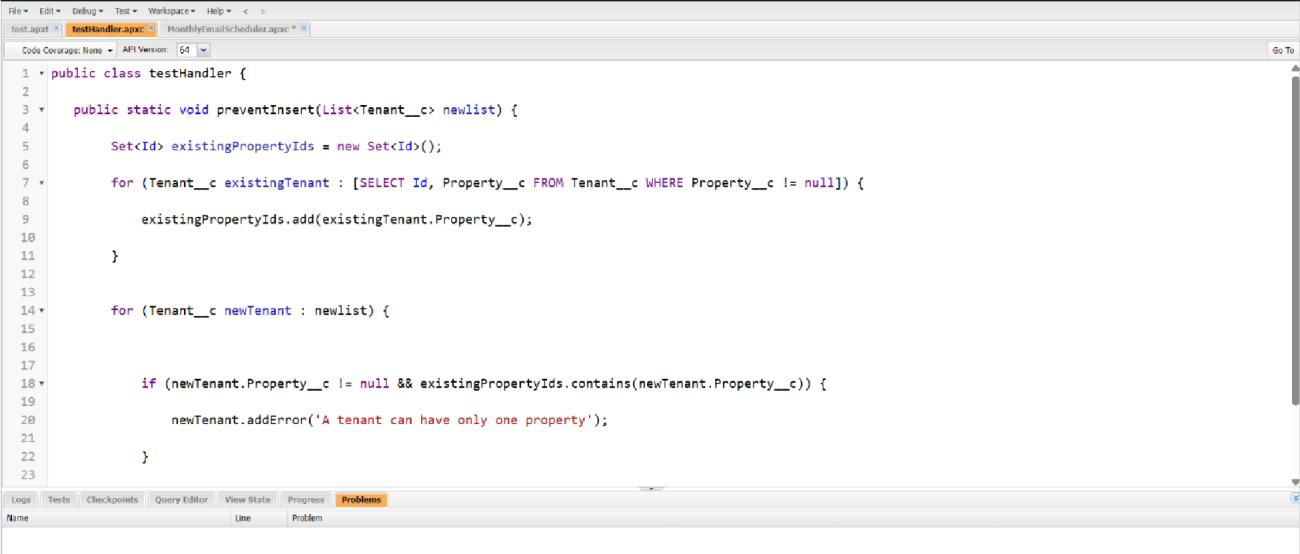 File Edit Debug Test Workspace Help < >
test.apxt testHandler.apxc MonthlyEmailScheduler.apxc *
Code Coverage: None API Version: 64 Go To
1 public class testHandler {
2
3 public static void preventInsert(List<Tenant__c> newlist) {
4
5 Set<Id> existingPropertyIds = new Set<Id>();
6
7 for (Tenant__c existingTenant : [SELECT Id, Property__c FROM Tenant__c WHERE Property__c != null]) {
8
9 existingPropertyIds.add(existingTenant.Property__c);
10
11 }
12
13
14 for (Tenant__c newTenant : newlist) {
15
16
17
18 if (newTenant.Property__c != null && existingPropertyIds.contains(newTenant.Property__c)) {
19
20 newTenant.addError('A tenant can have only one property');
21
22 }
23
Logs Tests Checkpoints Query Editor View State Progress Problems
Name Line Problem